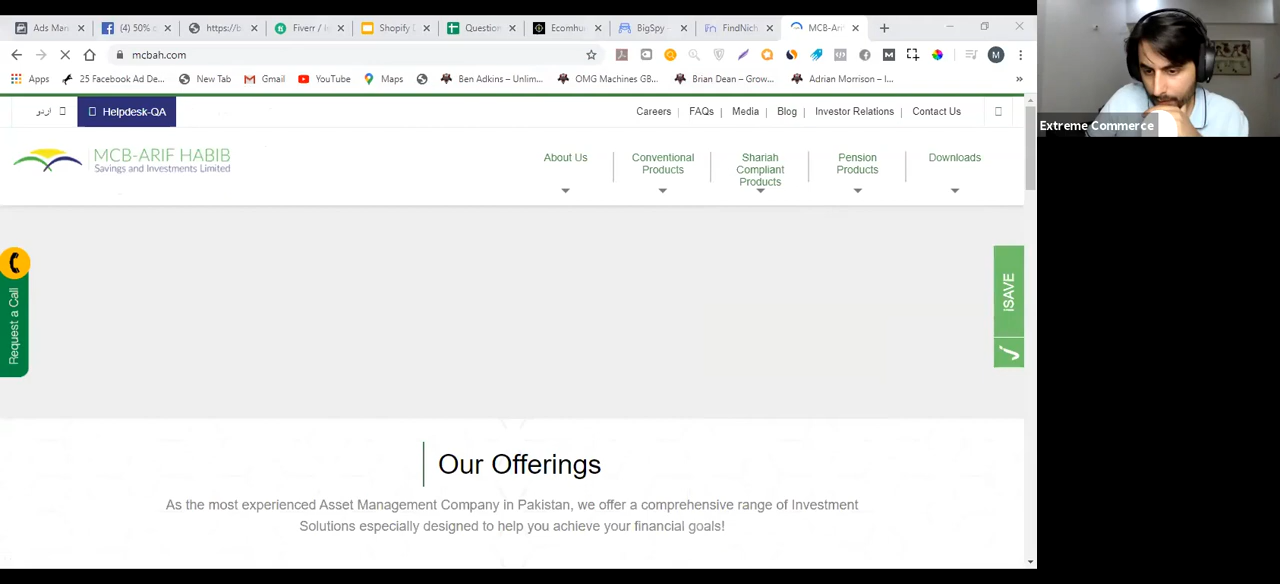 Ads Man
(4) 50%
https://b
Fiverr / I
Shopify
Question
Ecomhu
BigSpy -
FindNich
MCB-Ari
mcbah.com
M
Apps
25 Facebook Ad De...
New Tab
Gmail
YouTube
Maps
Ben Adkins – Unlim...
OMG Machines GB...
Brian Dean – Grow...
Adrian Morrison – I...
»
اردو
Helpdesk-QA
Careers | FAQs | Media | Blog | Investor Relations | Contact Us
MCB-ARIF HABIB
Savings and Investments Limited
About Us
Conventional
Products
Shariah
Compliant
Products
Pension
Products
Downloads
Request a Call
iSAVE
Our Offerings
As the most experienced Asset Management Company in Pakistan, we offer a comprehensive range of Investment
Solutions especially designed to help you achieve your financial goals!
Extreme Commerce